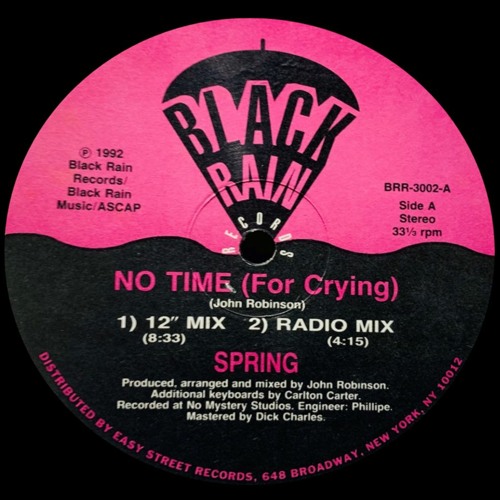 BLACK
RAIN
RECORDS
℗ 1992
Black Rain
Records/
Black Rain
Music/ASCAP
BRR-3002-A
Side A
Stereo
33⅓ rpm
NO TIME (For Crying)
(John Robinson)
1) 12" MIX 2) RADIO MIX
(8:33) (4:15)
SPRING
Produced, arranged and mixed by John Robinson.
Additional keyboards by Carlton Carter.
Recorded at No Mystery Studios. Engineer: Phillipe.
Mastered by Dick Charles.
DISTRIBUTED BY EASY STREET RECORDS, 648 BROADWAY, NEW YORK, NY 10012